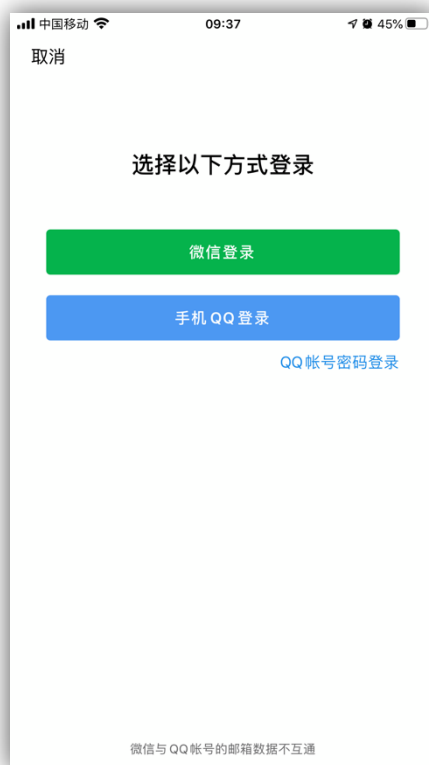 中国移动 09:37 45%
取消
选择以下方式登录
微信登录
手机QQ登录
QQ帐号密码登录
微信与QQ帐号的邮箱数据不互通